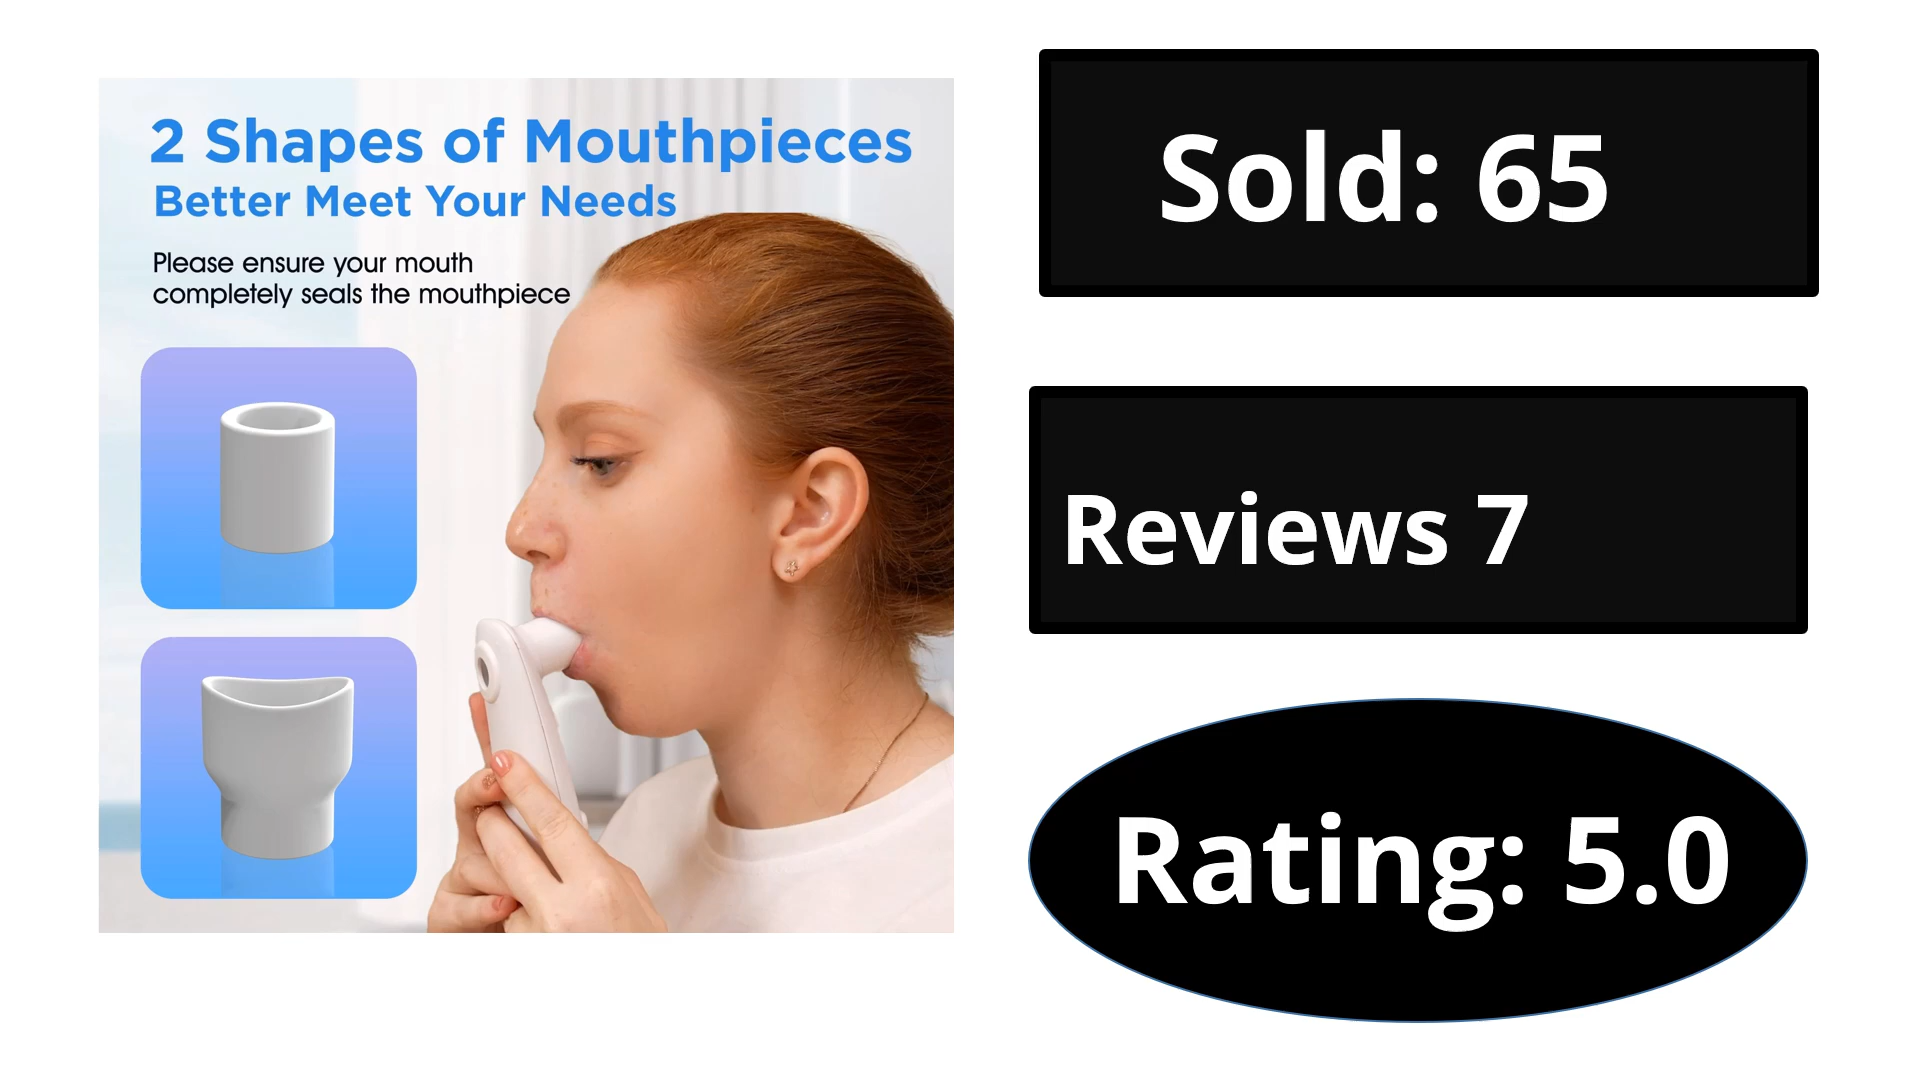 2 Shapes of Mouthpieces
Better Meet Your Needs
Please ensure your mouth
completely seals the mouthpiece
Sold: 65
Reviews 7
Rating: 5.0